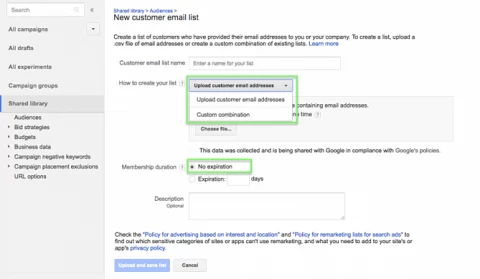 Search
All campaigns
All drafts
All experiments
Campaign groups
Shared library
Audiences
Bid strategies
Budgets
Business data
Campaign negative keywords
Campaign placement exclusions
URL options
Shared library > Audiences >
New customer email list
Create a list of customers who have provided their email addresses to you or your company. To create a list, upload a
.csv file of email addresses or create a custom combination of existing lists. Learn more
Customer email list name
Enter a name for your list
How to create your list ?
Upload customer email addresses
Upload customer email addresses
Custom combination
containing email addresses.
time ?
Choose file...
This data was collected and is being shared with Google in compliance with Google's policies.
Membership duration ?
No expiration
Expiration: days
Description
Optional
Check the "Policy for advertising based on interest and location" and "Policy for remarketing lists for search ads" to
find out which sensitive categories of sites or apps can't use remarketing, and what you need to add to your site's or
app's privacy policy.
Upload and save list
Cancel